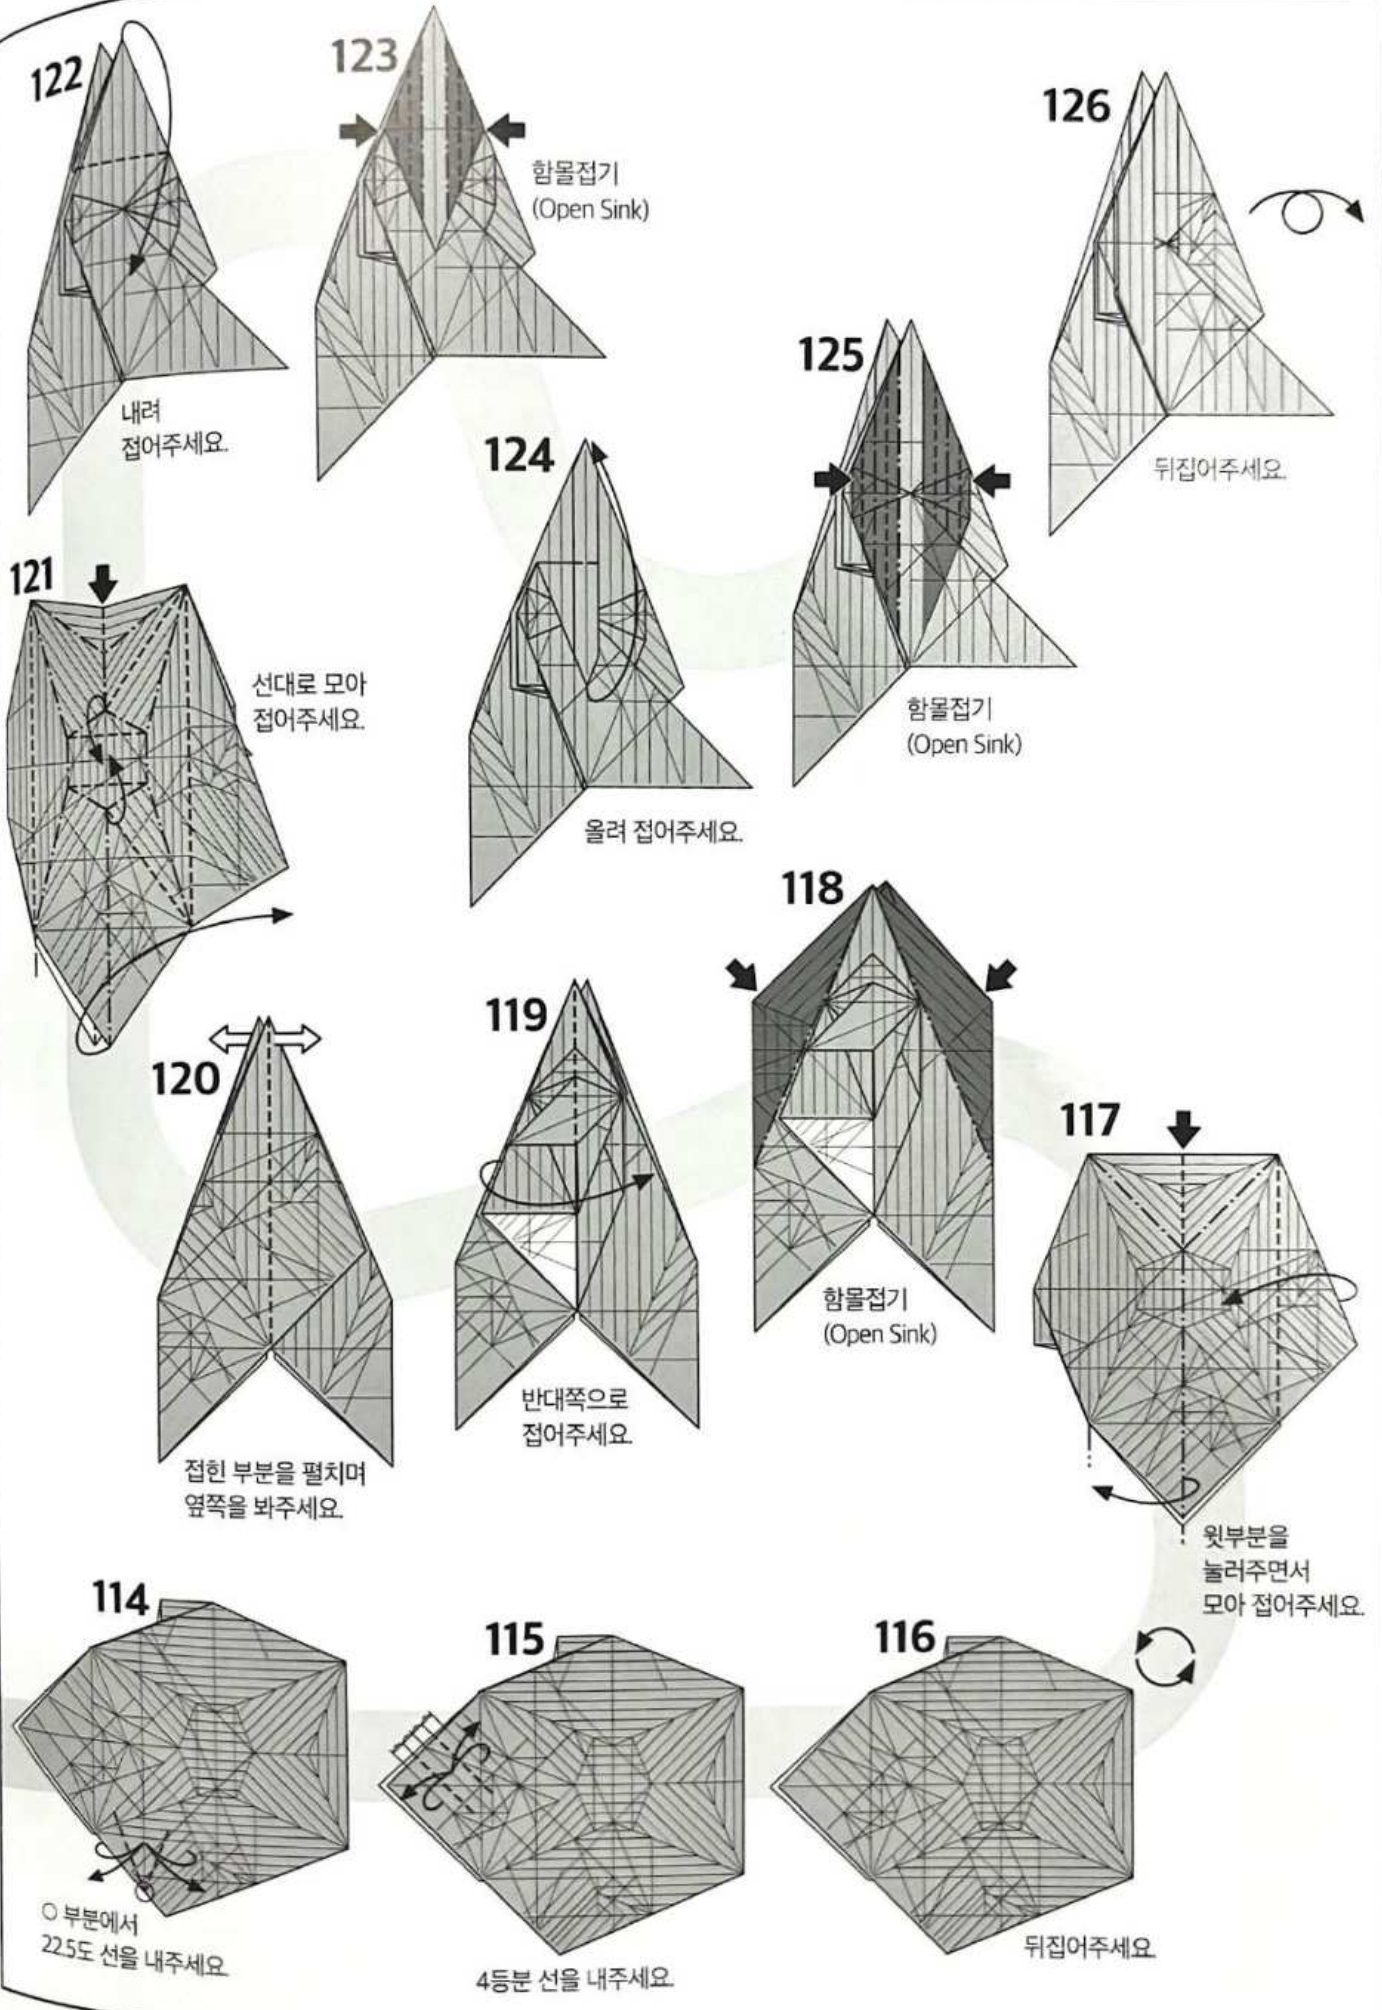 114
○ 부분에서
22.5도 선을 내주세요.
115
4등분 선을 내주세요.
116
뒤집어주세요.
117
윗부분을
눌러주면서
모아 접어주세요.
118
함몰접기
(Open Sink)
119
반대쪽으로
접어주세요.
120
접힌 부분을 펼치며
옆쪽을 봐주세요.
121
선대로 모아
접어주세요.
122
내려
접어주세요.
123
함몰접기
(Open Sink)
124
올려 접어주세요.
125
함몰접기
(Open Sink)
126
뒤집어주세요.